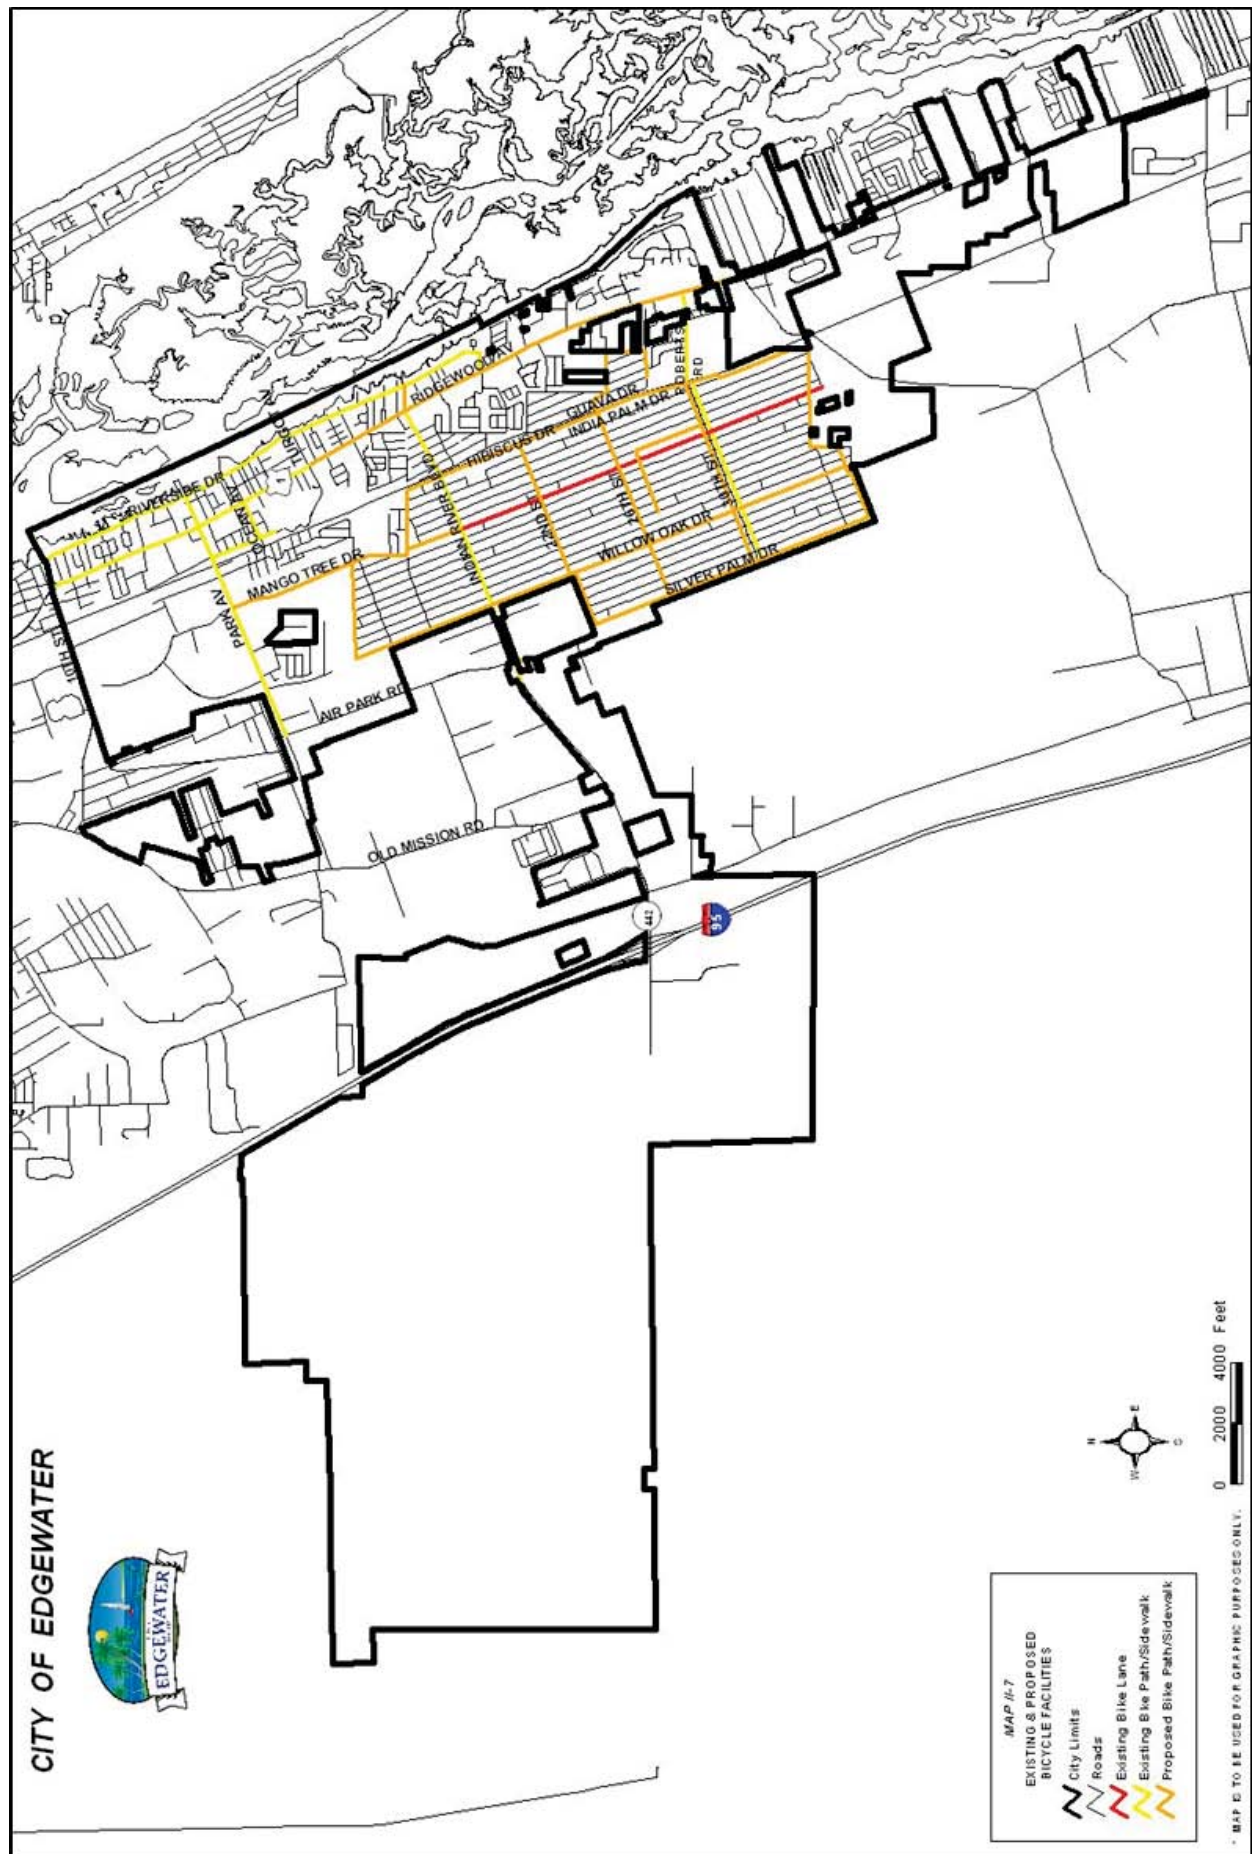 CITY OF EDGEWATER
EDGEWATER
10TH ST
S RIVERSIDE DR
OCEAN AV
TURGOT
PARK AV
MANGO TREE DR
AIR PARK RD
RIDGEWOOD AV
INDIAN RIVER BLVD
HIBISCUS DR
GUAVA DR
INDIA PALM DR
ROBERTS
RD
22ND ST
26TH ST
30TH ST
WILLOW OAK DR
SILVER PALM DR
OLD MISSION RD
442
95
N
W
E
S
0 2000 4000 Feet
MAP II-7
EXISTING & PROPOSED
BICYCLE FACILITIES
City Limits
Roads
Existing Bike Lane
Existing Bike Path/Sidewalk
Proposed Bike Path/Sidewalk
* MAP IS TO BE USED FOR GRAPHIC PURPOSES ONLY.